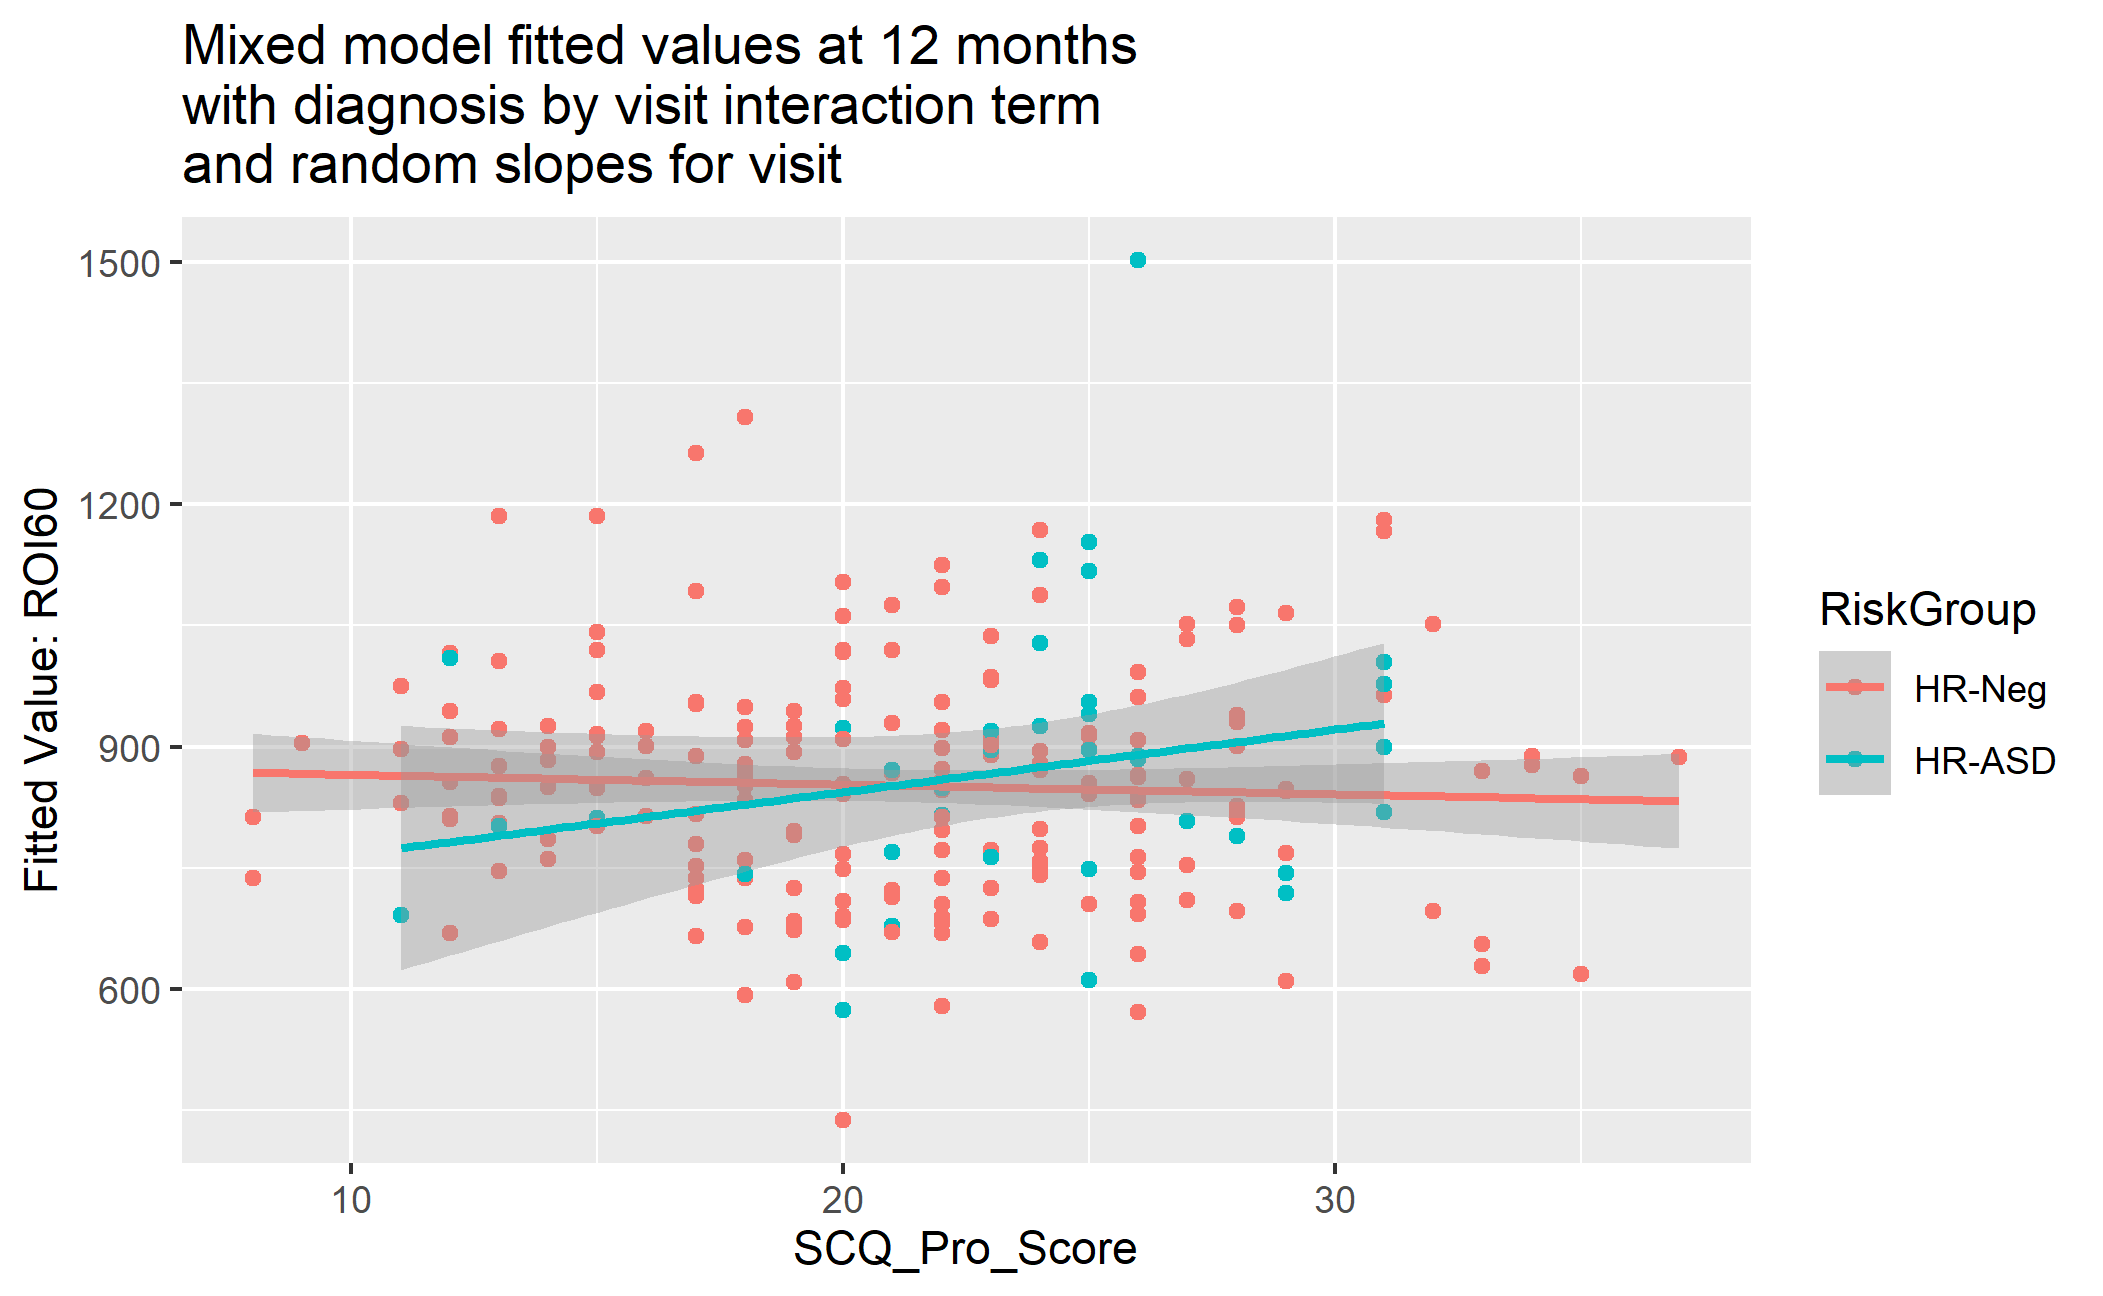 Mixed model fitted values at 12 months
with diagnosis by visit interaction term
and random slopes for visit
1500
1200
900
600
Fitted Value: ROI60
10
20
30
SCQ_Pro_Score
RiskGroup
HR-Neg
HR-ASD